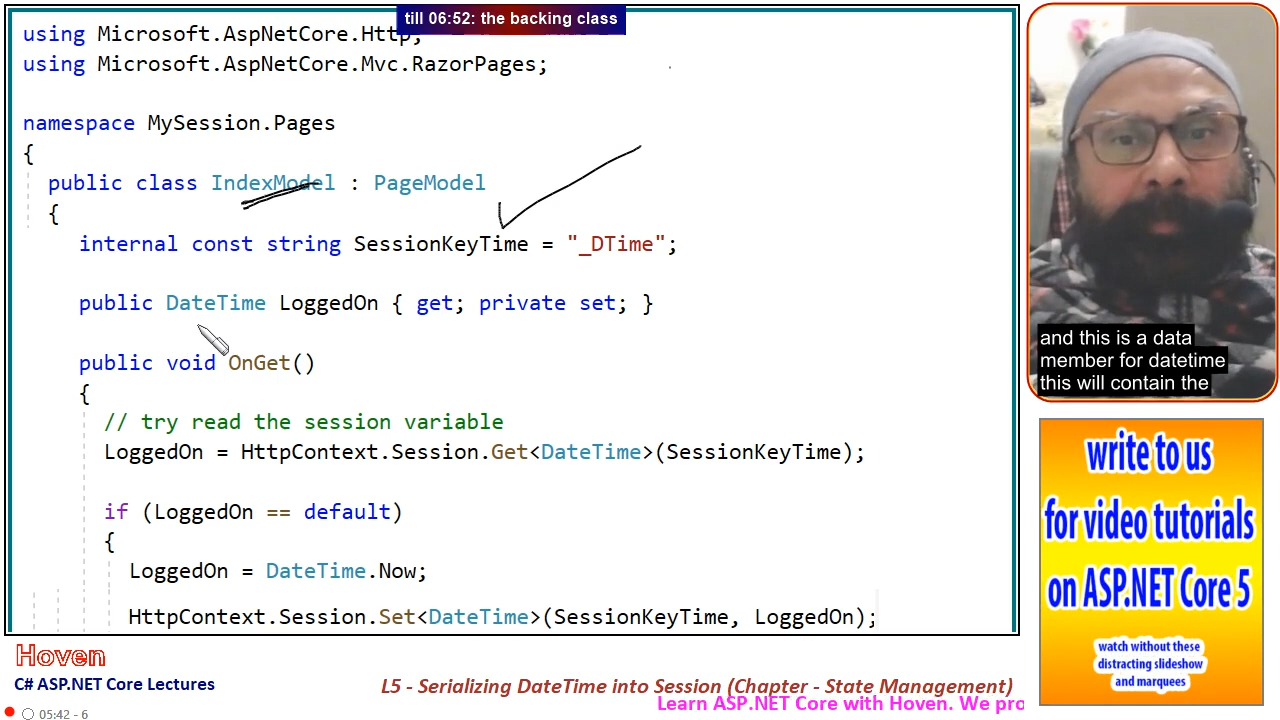 till 06:52: the backing class
using Microsoft.AspNetCore.Http;
using Microsoft.AspNetCore.Mvc.RazorPages;
namespace MySession.Pages
{
public class IndexModel : PageModel
{
internal const string SessionKeyTime = "_DTime";
public DateTime LoggedOn { get; private set; }
public void OnGet()
{
// try read the session variable
LoggedOn = HttpContext.Session.Get<DateTime>(SessionKeyTime);
if (LoggedOn == default)
{
LoggedOn = DateTime.Now;
HttpContext.Session.Set<DateTime>(SessionKeyTime, LoggedOn);
and this is a data
member for datetime
this will contain the
write to us
for video tutorials
on ASP.NET Core 5
watch without these
distracting slideshow
and marquees
Hoven
C# ASP.NET Core Lectures
L5 - Serializing DateTime into Session (Chapter - State Management)
Learn ASP.NET Core with Hoven. We pro
05:42 - 6